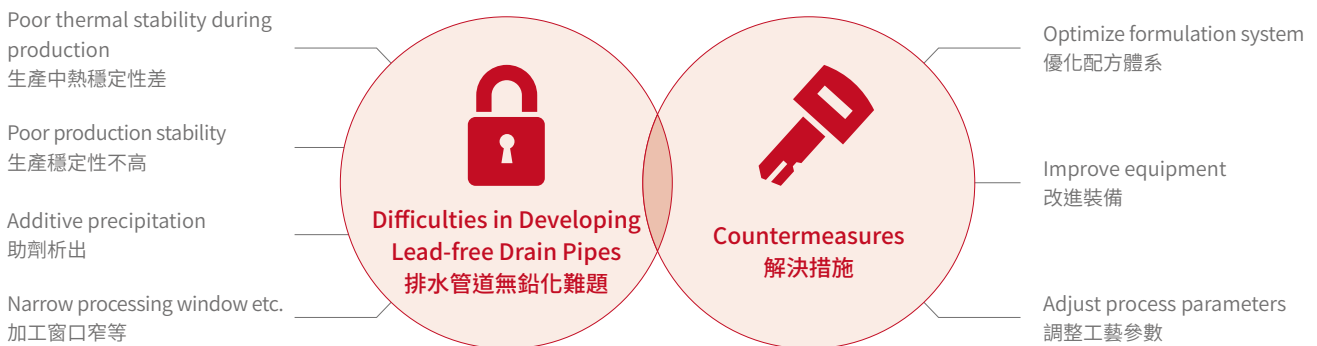 Poor thermal stability during
production
生產中熱穩定性差
Poor production stability
生產穩定性不高
Additive precipitation
助劑析出
Narrow processing window etc.
加工窗口窄等
Difficulties in Developing
Lead-free Drain Pipes
排水管道無鉛化難題
Countermeasures
解決措施
Optimize formulation system
優化配方體系
Improve equipment
改進裝備
Adjust process parameters
調整工藝參數